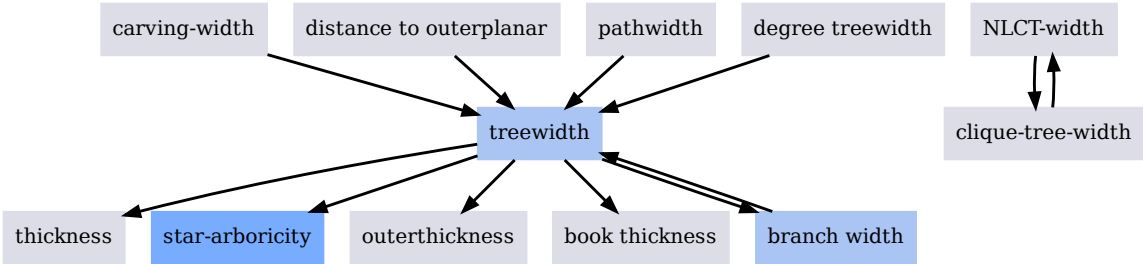 carving-width
distance to outerplanar
pathwidth
degree treewidth
NLCT-width
treewidth
clique-tree-width
thickness
star-arboricity
outerthickness
book thickness
branch width